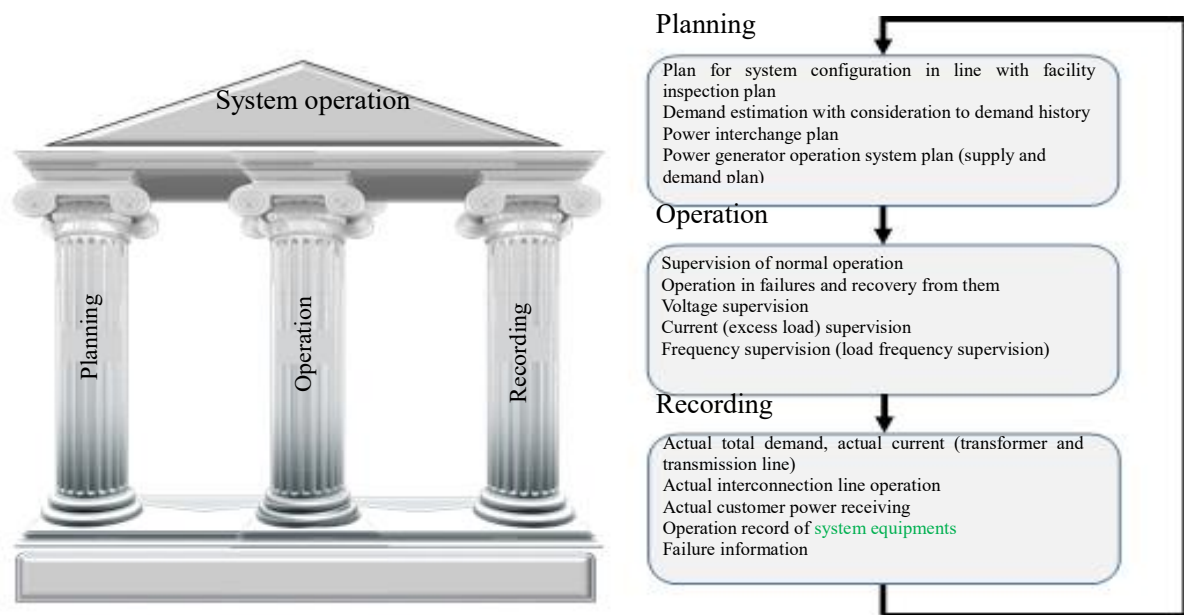 System operation
Planning
Operation
Recording
Planning
Plan for system configuration in line with facility
inspection plan
Demand estimation with consideration to demand history
Power interchange plan
Power generator operation system plan (supply and
demand plan)
Operation
Supervision of normal operation
Operation in failures and recovery from them
Voltage supervision
Current (excess load) supervision
Frequency supervision (load frequency supervision)
Recording
Actual total demand, actual current (transformer and
transmission line)
Actual interconnection line operation
Actual customer power receiving
Operation record of system equipments
Failure information